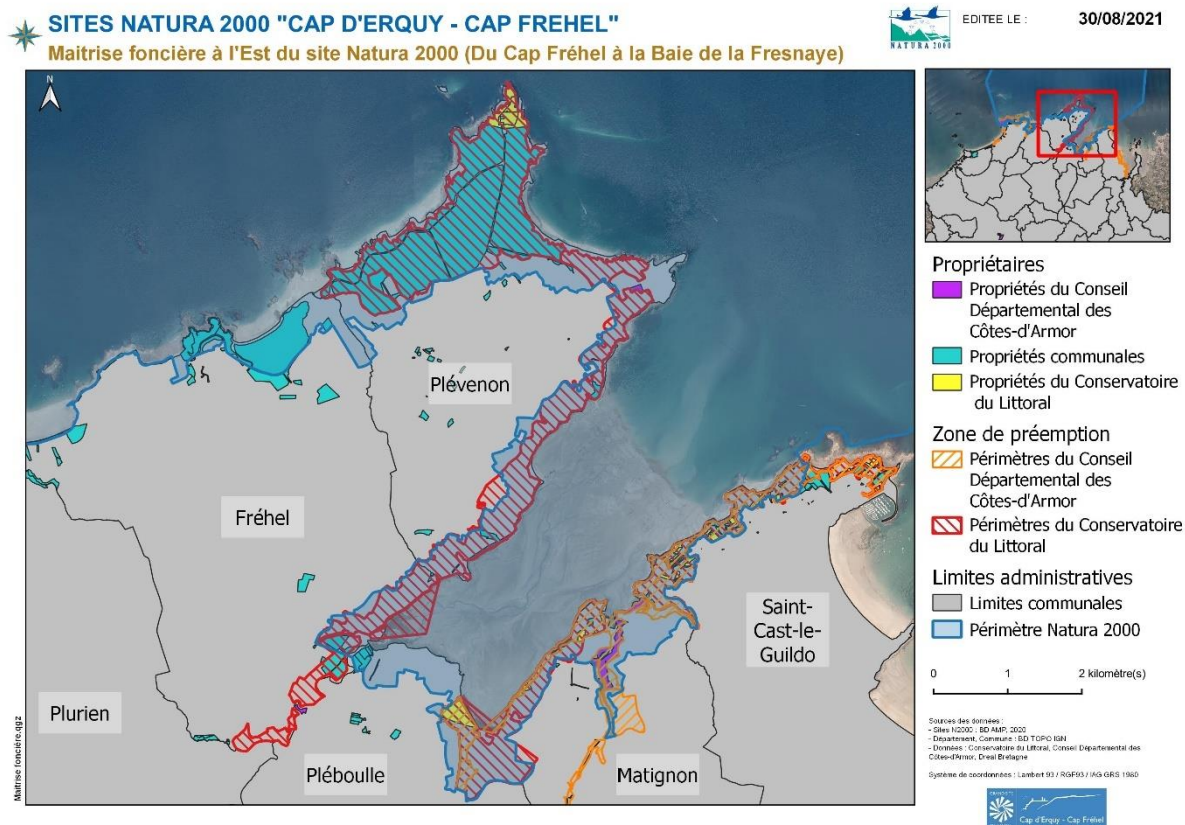 SITES NATURA 2000 "CAP D'ERQUY - CAP FREHEL"
Maitrise foncière à l'Est du site Natura 2000 (Du Cap Fréhel à la Baie de la Fresnaye)
NATURA 2000
EDITEE LE :
30/08/2021
N
Plévenon
Fréhel
Saint-
Cast-le-
Guildo
Plurien
Pléboulle
Matignon
Maitrise foncière.qgz
Propriétaires
Propriétés du Conseil
Départemental des
Côtes-d'Armor
Propriétés communales
Propriétés du Conservatoire
du Littoral
Zone de préemption
Périmètres du Conseil
Départemental des
Côtes-d'Armor
Périmètres du Conservatoire
du Littoral
Limites administratives
Limites communales
Périmètre Natura 2000
0 1 2 kilomètre(s)
Sources des données :
- Sites N2000 : BD AMP, 2020
- Département, Commune : BD TOPO IGN
- Données : Conservatoire du Littoral, Conseil Départemental des
Côtes-d'Armor, Dreal Bretagne
Système de coordonnées : Lambert 93 / RGF93 / IAG GRS 1980
Cap d'Erquy - Cap Fréhel